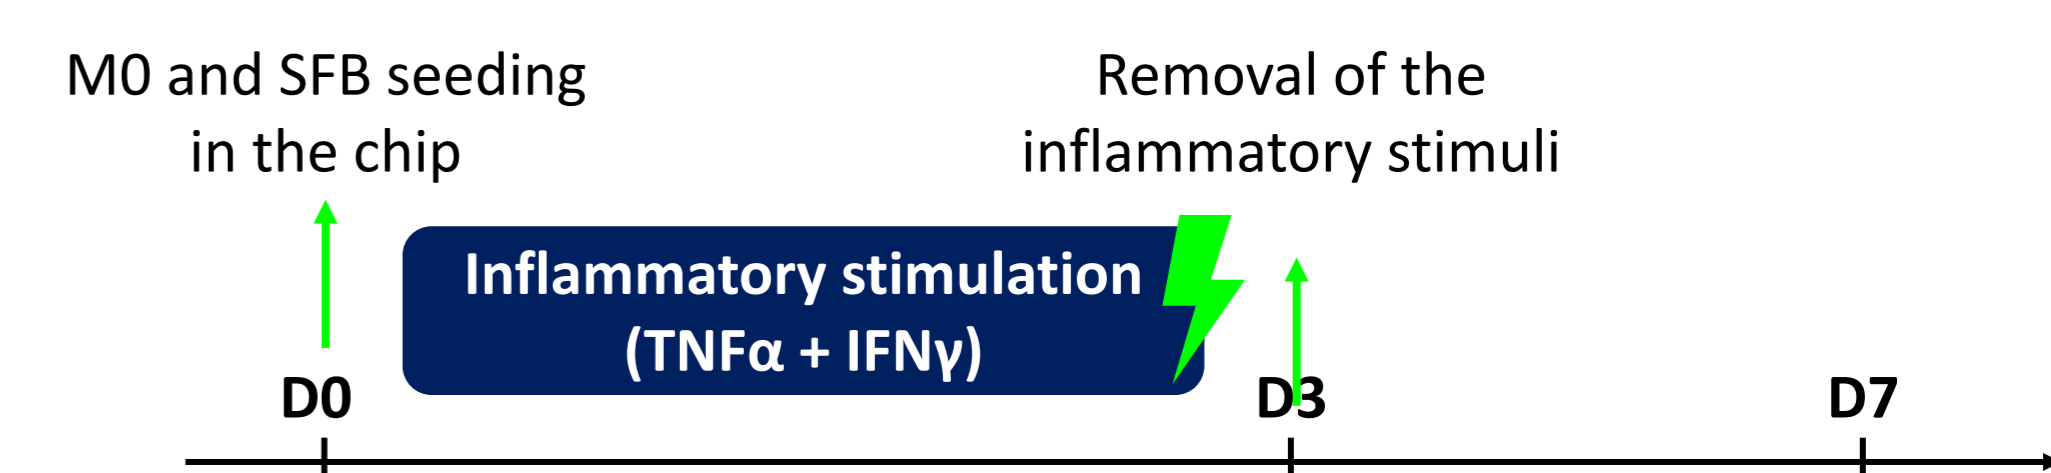 M0 and SFB seeding
in the chip
Removal of the
inflammatory stimuli
Inflammatory stimulation
(TNFα + IFNγ)
D0
D3
D7